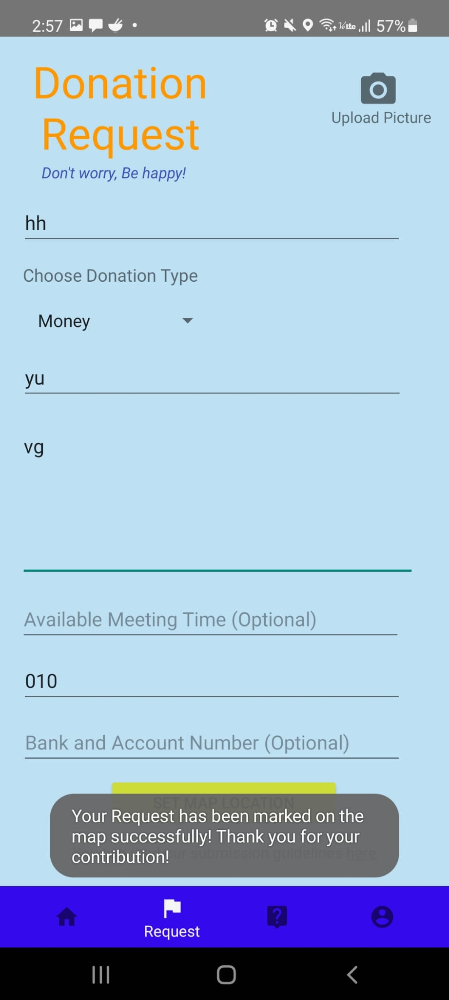 2:57
VoLte 57%
Donation
Request
Upload Picture
Don't worry, Be happy!
hh
Choose Donation Type
Money
yu
vg
Available Meeting Time (Optional)
010
Bank and Account Number (Optional)
SET MAP LOCATION
Your Request has been marked on the
map successfully! Thank you for your
contribution!
our submission guidelines here
Request